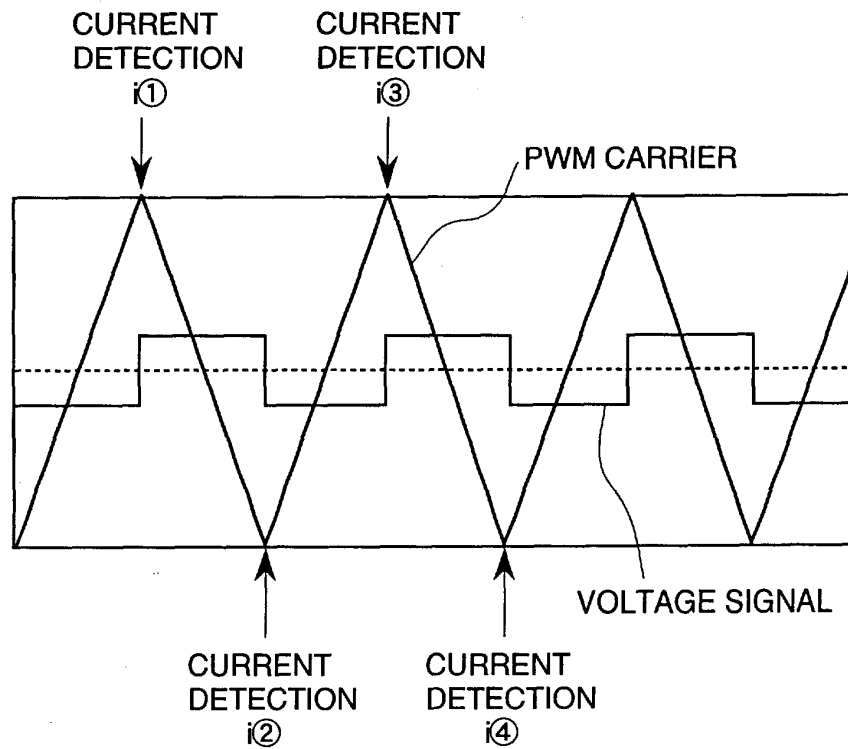 CURRENT
DETECTION
i①
CURRENT
DETECTION
i③
PWM CARRIER
VOLTAGE SIGNAL
CURRENT
DETECTION
i②
CURRENT
DETECTION
i④